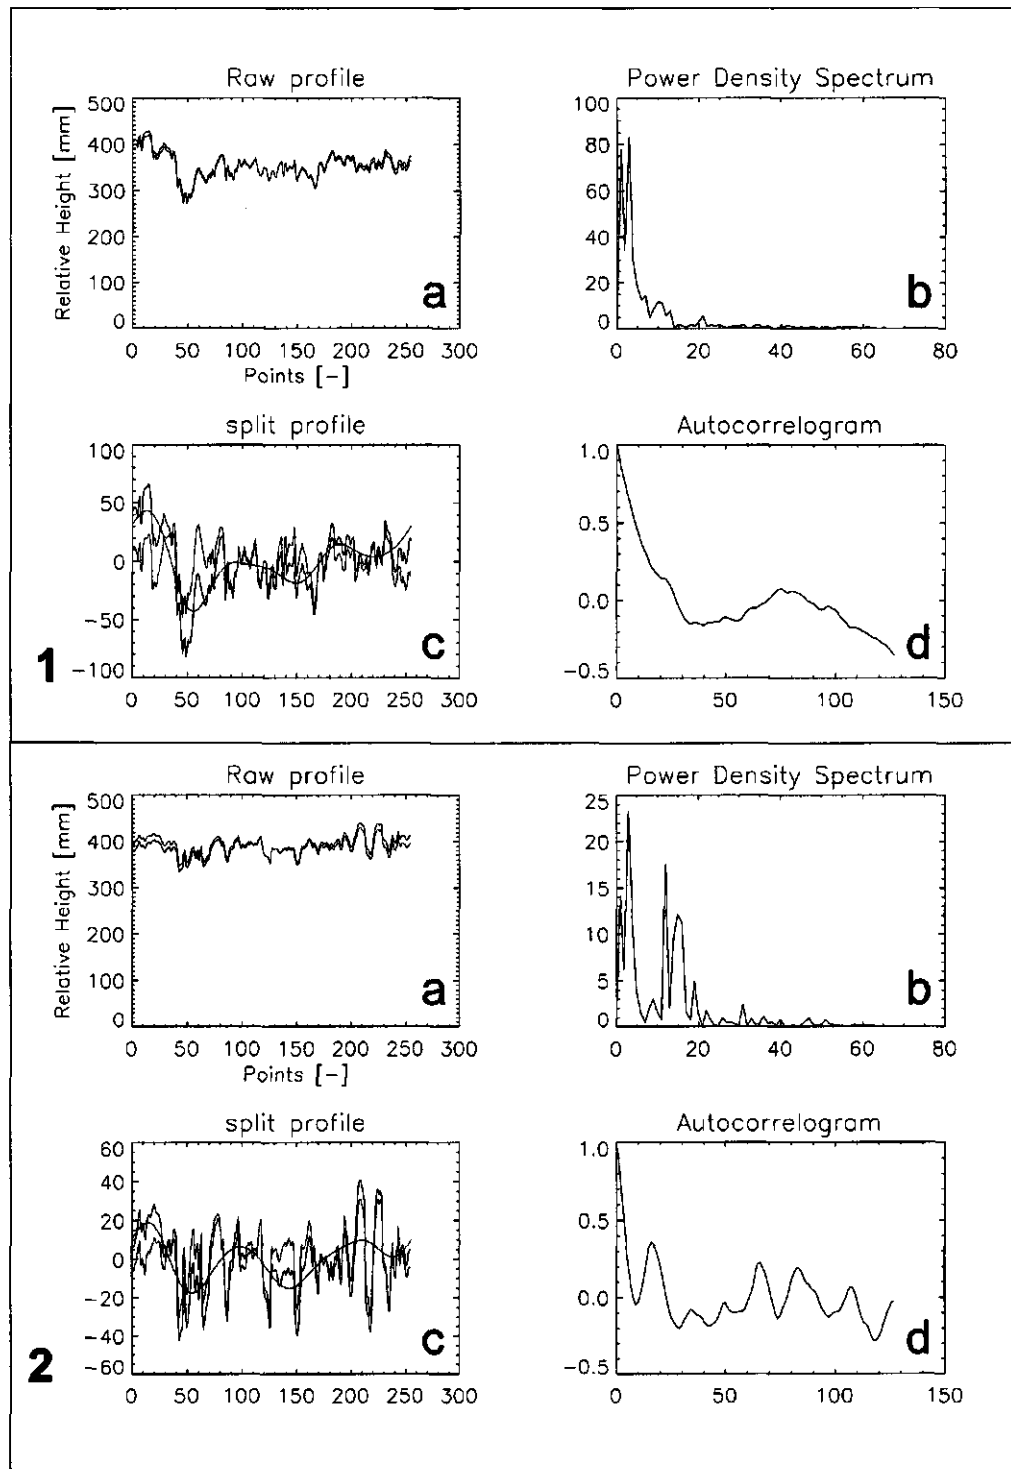 Raw profile
Power Density Spectrum
500
400
300
200
100
0
Relative Height [mm]
a
0 50 100 150 200 250 300
Points [-]
100
80
60
40
20
0
b
0 20 40 60 80
split profile
Autocorrelogram
100
50
0
-50
-100
c
0 50 100 150 200 250 300
1.0
0.5
0.0
-0.5
d
0 50 100 150
1
Raw profile
Power Density Spectrum
500
400
300
200
100
0
Relative Height [mm]
a
0 50 100 150 200 250 300
Points [-]
25
20
15
10
5
0
b
0 20 40 60 80
split profile
Autocorrelogram
60
40
20
0
-20
-40
-60
c
0 50 100 150 200 250 300
1.0
0.5
0.0
-0.5
d
0 50 100 150
2